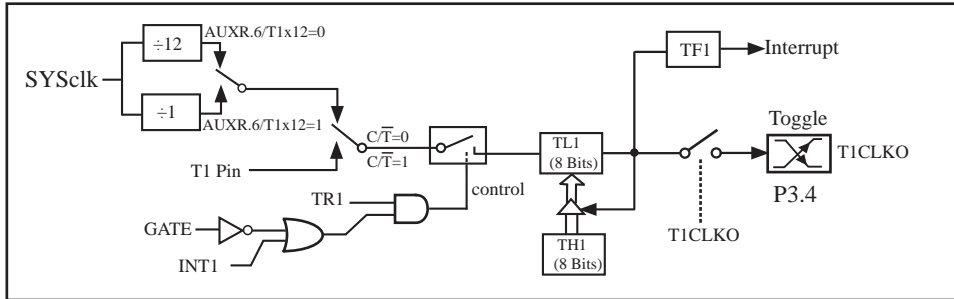 AUXR.6/T1x12=0
÷12
SYSclk
÷1
AUXR.6/T1x12=1
T1 Pin
C/T̅=0
C/T̅=1
TR1
GATE
INT1
control
TL1
(8 Bits)
TH1
(8 Bits)
TF1
Interrupt
Toggle
T1CLKO
P3.4
T1CLKO